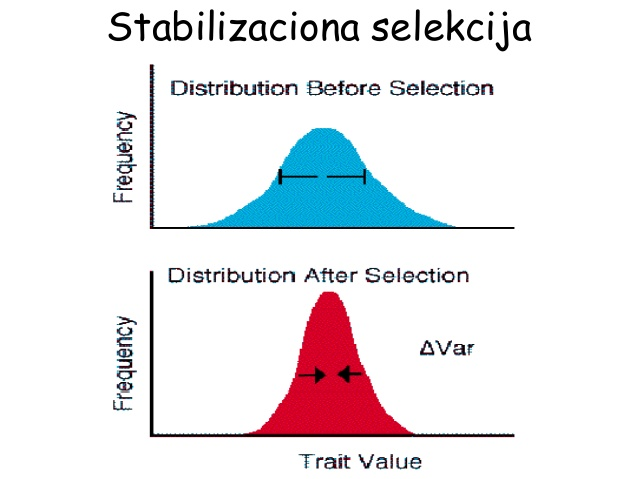 Stabilizaciona selekcija
Distribution Before Selection
Frequency
Distribution After Selection
Frequency
ΔVar
Trait Value